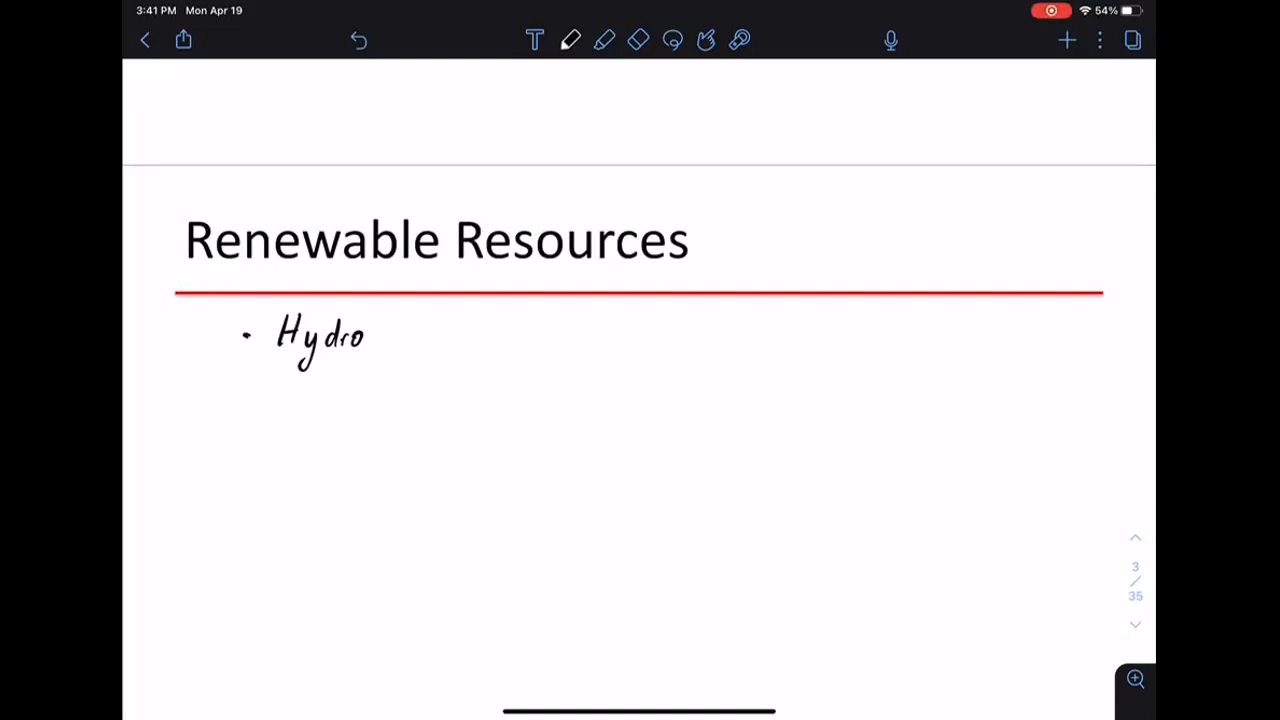 3:41 PM Mon Apr 19
54%
Renewable Resources
• Hydro
3
/
35